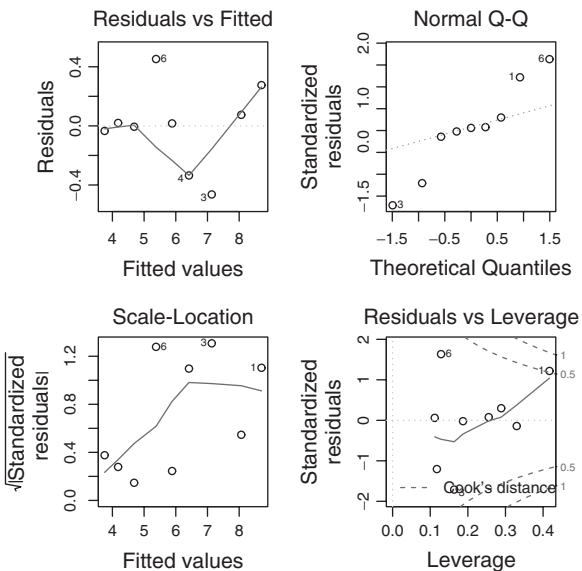 Residuals vs Fitted
Residuals
0.4
0.0
−0.4
6
4
3
4 5 6 7 8
Fitted values
Normal Q-Q
Standardized
residuals
2.0
1.0
0.0
−1.5
6
1
3
−1.5 −0.5 0.5 1.5
Theoretical Quantiles
Scale-Location
√|Standardized
residuals|
1.2
0.8
0.4
0.0
6
3
1
4 5 6 7 8
Fitted values
Residuals vs Leverage
Standardized
residuals
2
1
0
−1
−2
6
1
3
1
0.5
0.5
1
Cook's distance
0.0 0.1 0.2 0.3 0.4
Leverage